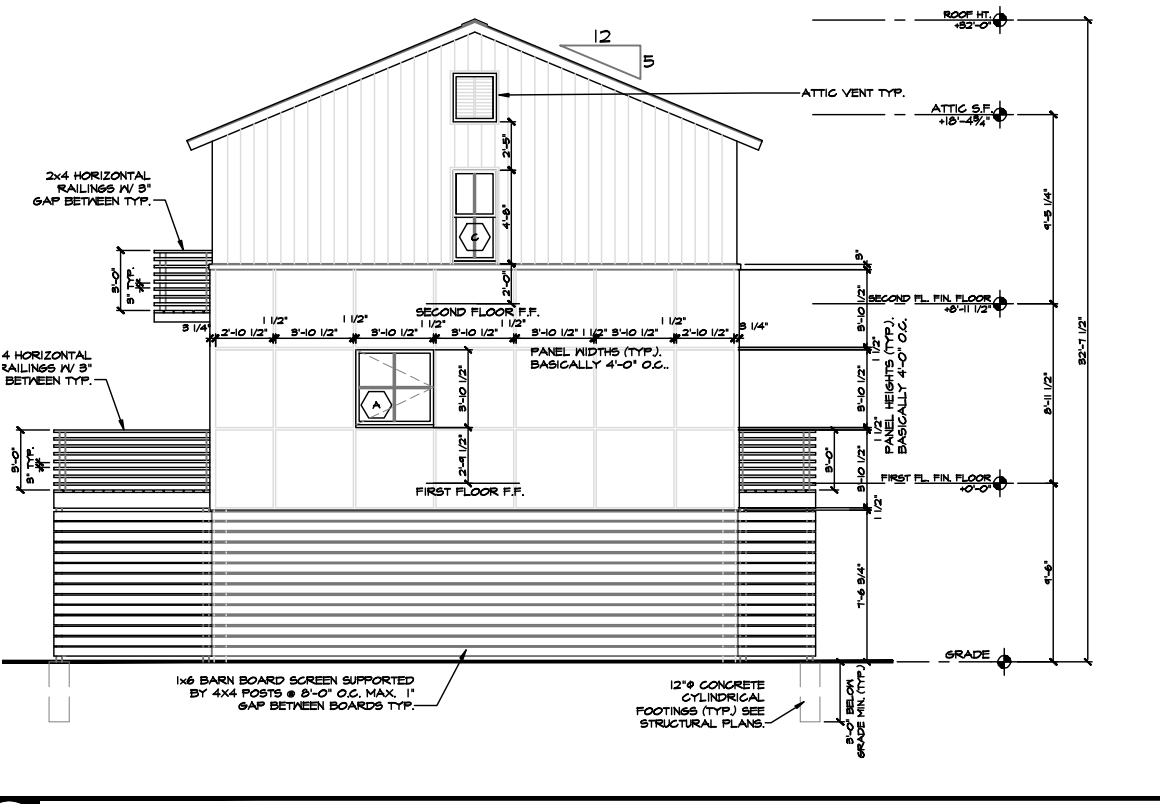 ROOF HT.
+32'-0"
12
5
ATTIC VENT TYP.
ATTIC S.F.
+18'-4¾"
2'-5"
2x4 HORIZONTAL
RAILINGS W/ 3"
GAP BETWEEN TYP.
4'-8"
9'-5 1/4"
C
3'-0"
3" TYP.
3"
2'-0"
SECOND FL. FIN. FLOOR
+8'-11 1/2"
SECOND FLOOR F.F.
3 1/4"
1 1/2"
1 1/2"
1 1/2"
1 1/2"
1 1/2"
1 1/2"
3 1/4"
2'-10 1/2"
3'-10 1/2"
3'-10 1/2"
3'-10 1/2"
3'-10 1/2"
3'-10 1/2"
2'-10 1/2"
3'-10 1/2"
1 1/2"
PANEL WIDTHS (TYP.).
BASICALLY 4'-0" O.C..
PANEL HEIGHTS (TYP.).
BASICALLY 4'-0" O.C.
32'-7 1/2"
4 HORIZONTAL
RAILINGS W/ 3"
BETWEEN TYP.
A
3'-10 1/2"
3'-10 1/2"
8'-11 1/2"
1 1/2"
3'-0"
3" TYP.
2'-9 1/2"
3'-0"
3'-10 1/2"
FIRST FL. FIN. FLOOR
+0'-0"
FIRST FLOOR F.F.
1 1/2"
7'-6 3/4"
9'-6"
GRADE
1x6 BARN BOARD SCREEN SUPPORTED
BY 4X4 POSTS @ 8'-0" O.C. MAX. 1"
GAP BETWEEN BOARDS TYP.
12"Φ CONCRETE
CYLINDRICAL
FOOTINGS (TYP.) SEE
STRUCTURAL PLANS.
3'-0" BELOW
GRADE MIN. (TYP.)